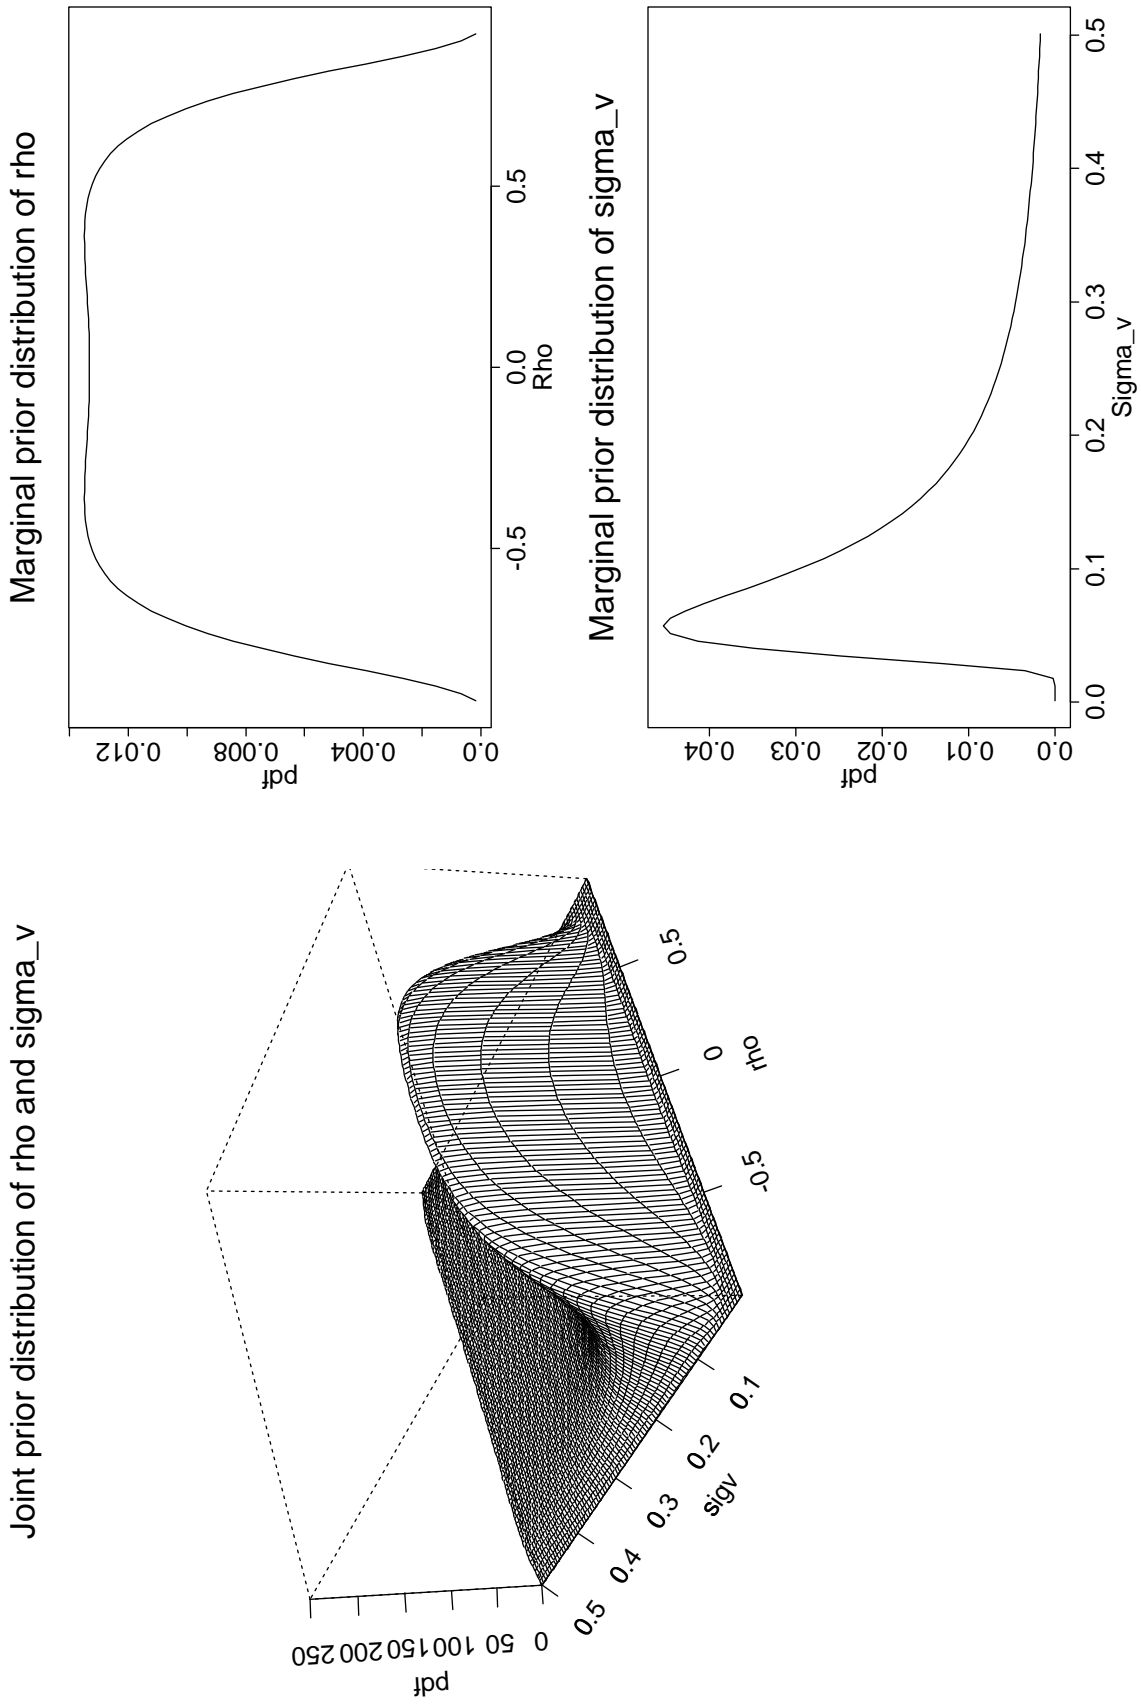 Joint prior distribution of rho and sigma_v
pdf
0 50 100 150 200 250
sigv
0.5 0.4 0.3 0.2 0.1
rho
-0.5 0 0.5
Marginal prior distribution of rho
pdf
0.0 0.004 0.008 0.012
-0.5 0.0 0.5
Rho
Marginal prior distribution of sigma_v
pdf
0.0 0.01 0.02 0.03 0.04
0.0 0.1 0.2 0.3 0.4 0.5
Sigma_v